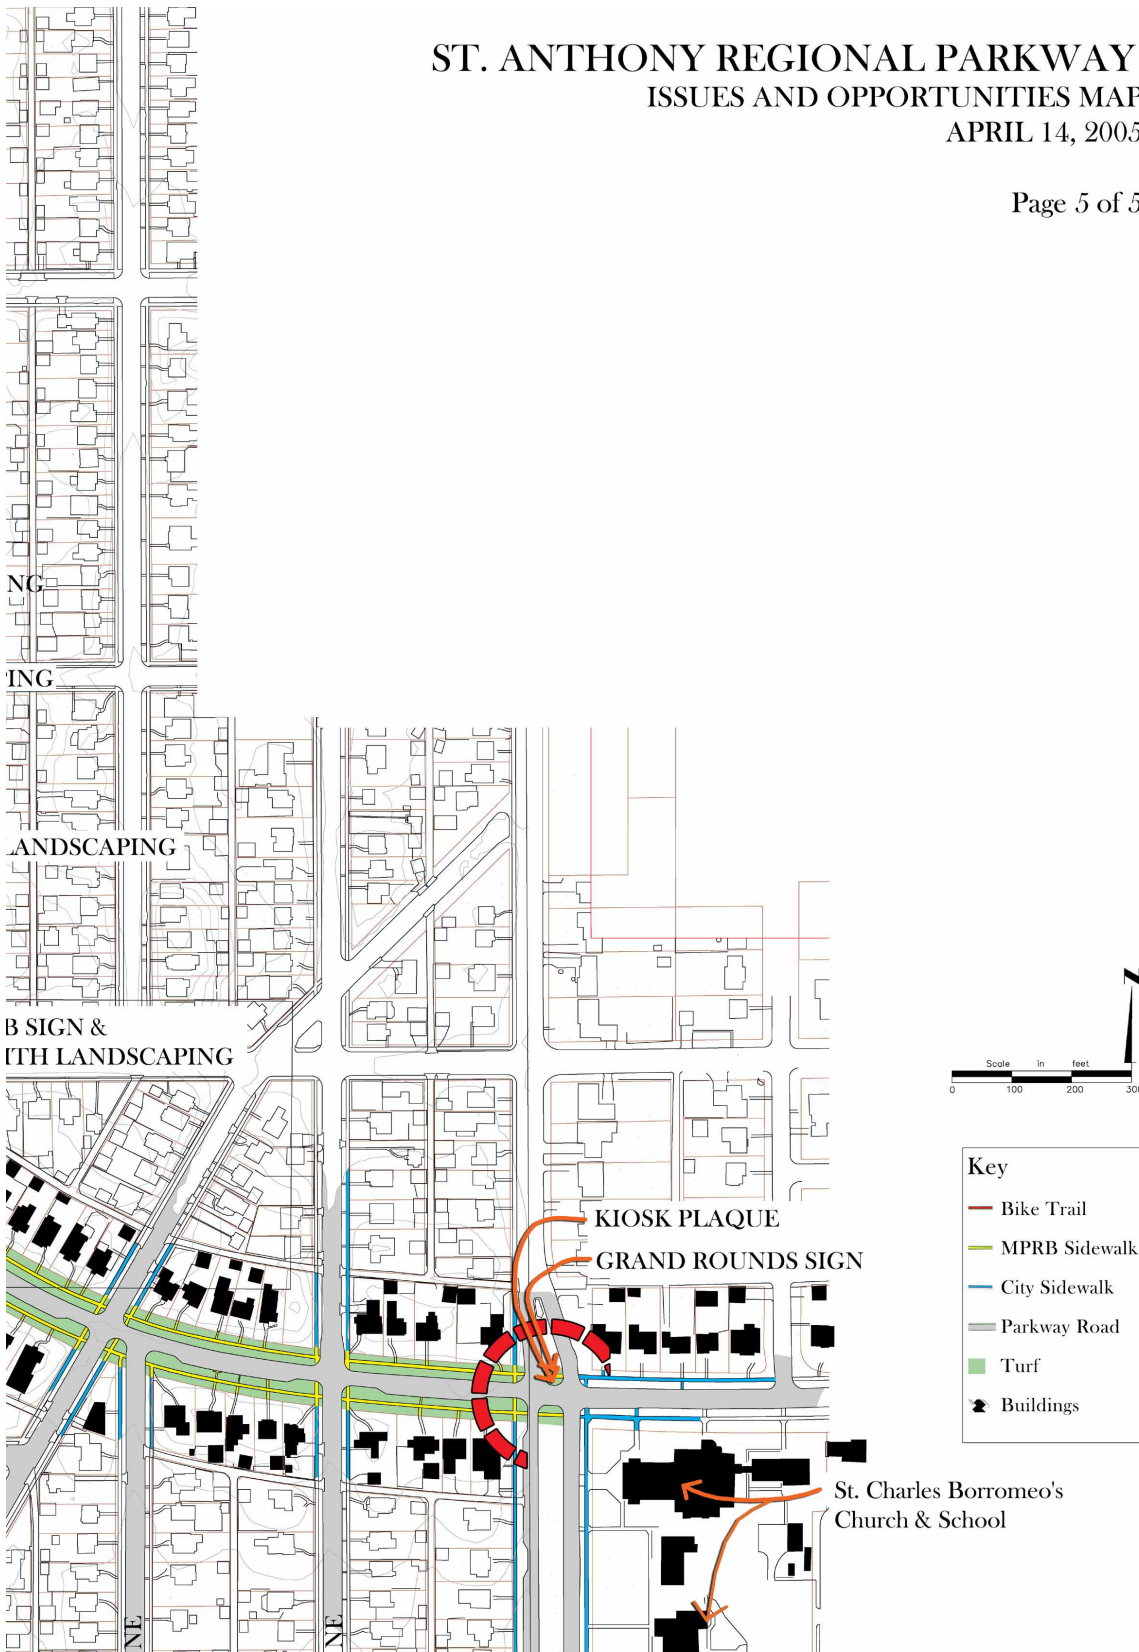 ST. ANTHONY REGIONAL PARKWAY
ISSUES AND OPPORTUNITIES MAP
APRIL 14, 2005
Page 5 of 5
NG
PING
LANDSCAPING
B SIGN &
ITH LANDSCAPING
N
Scale in feet
0 100 200 300
Key
Bike Trail
MPRB Sidewalk
City Sidewalk
Parkway Road
Turf
Buildings
KIOSK PLAQUE
GRAND ROUNDS SIGN
St. Charles Borromeo's
Church & School
NE
NE